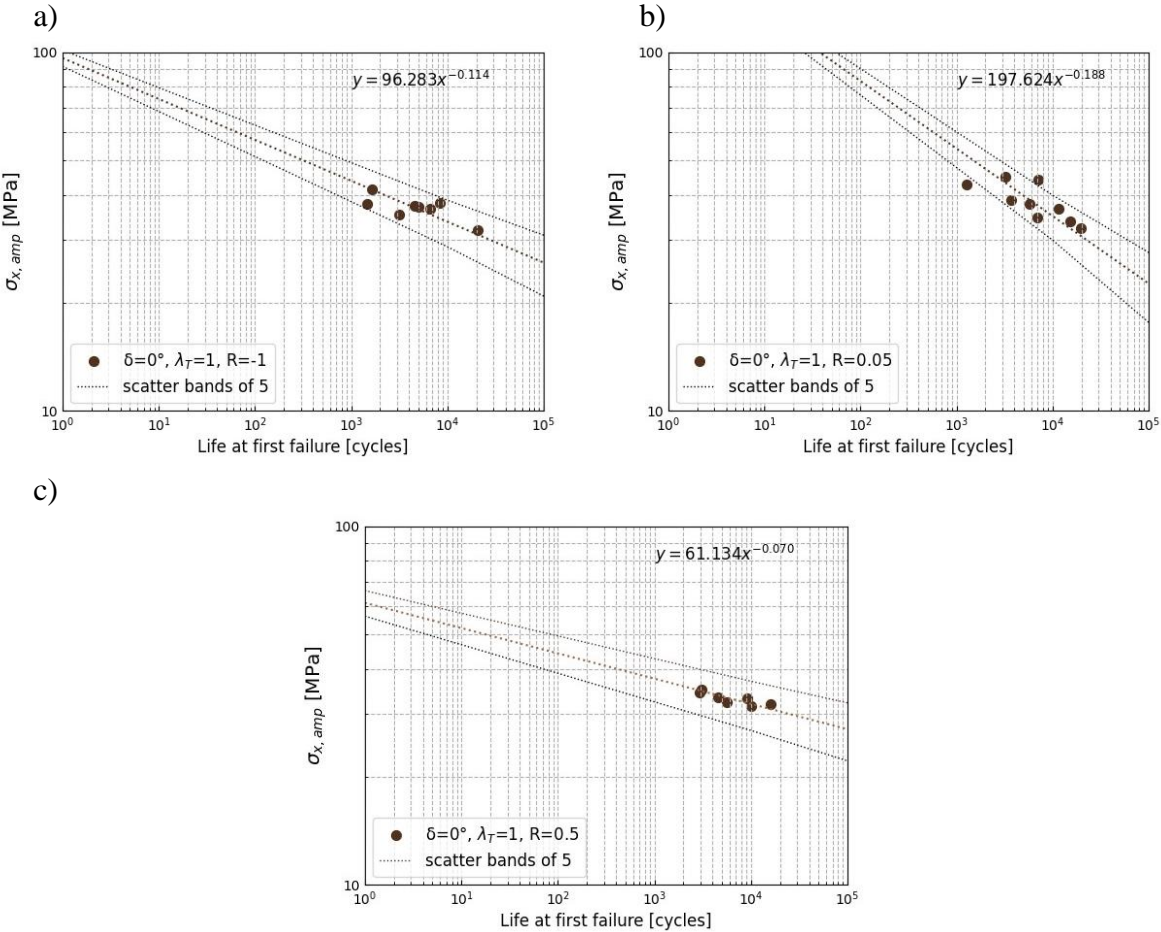 a)
100
10
σx, amp [MPa]
y = 96.283x^−0.114
δ=0°, λT=1, R=-1
scatter bands of 5
10^0 10^1 10^2 10^3 10^4 10^5
Life at first failure [cycles]
b)
100
10
σx, amp [MPa]
y = 197.624x^−0.188
δ=0°, λT=1, R=0.05
scatter bands of 5
10^0 10^1 10^2 10^3 10^4 10^5
Life at first failure [cycles]
c)
100
10
σx, amp [MPa]
y = 61.134x^−0.070
δ=0°, λT=1, R=0.5
scatter bands of 5
10^0 10^1 10^2 10^3 10^4 10^5
Life at first failure [cycles]